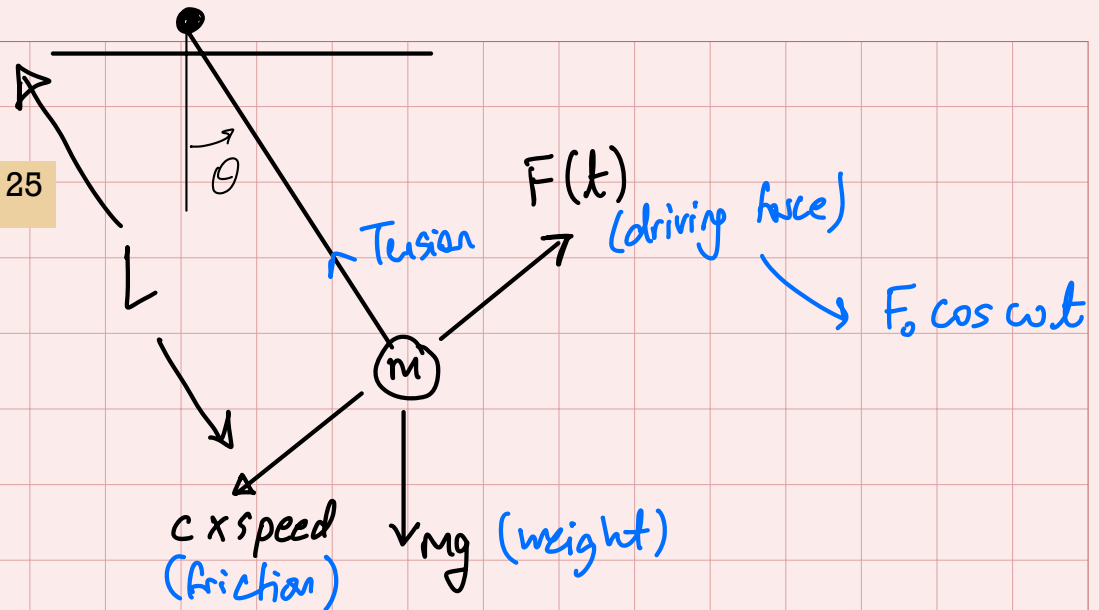 θ
25
F(t)
(driving force)
Tension
L
F₀ cos ωt
m
c x speed
(friction)
mg (weight)